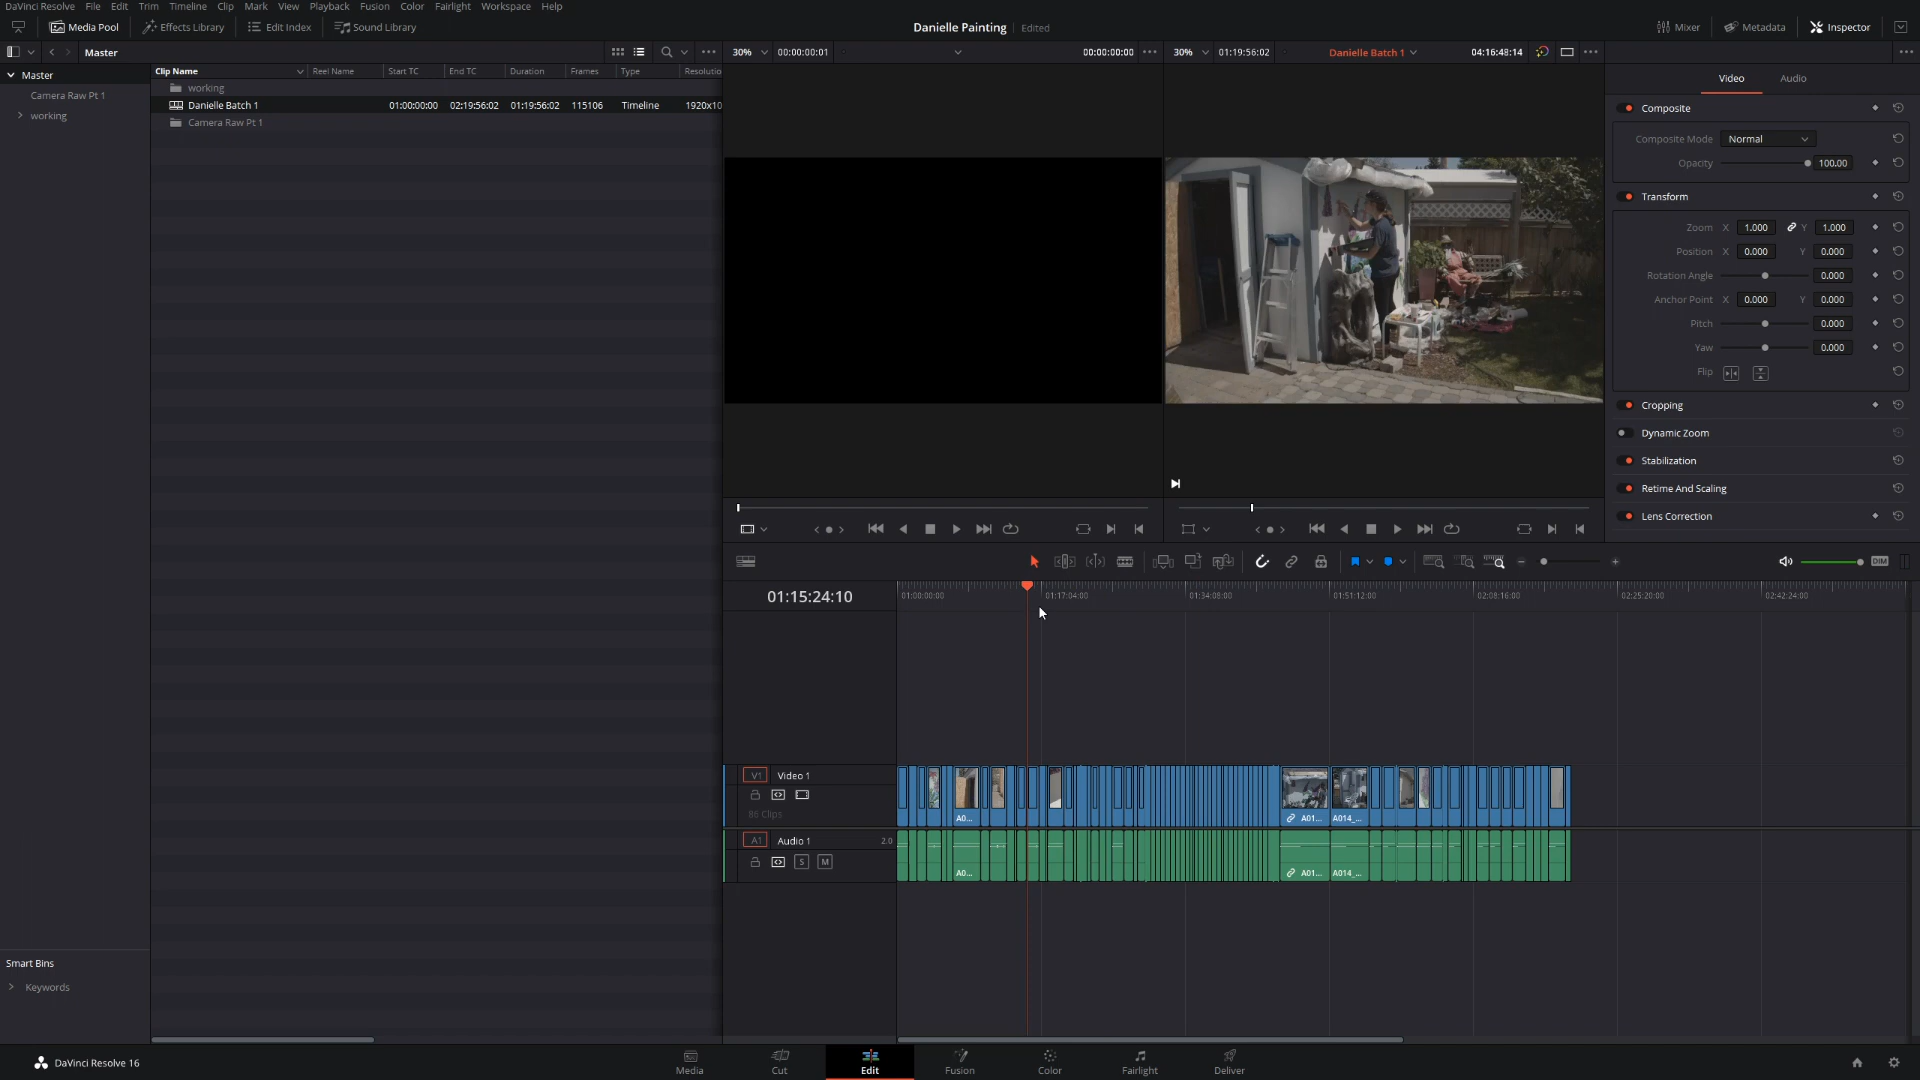 DaVinci Resolve File Edit Trim Timeline Clip Mark View Playback Fusion Color Fairlight Workspace Help
Media Pool Effects Library Edit Index Sound Library Danielle Painting Edited Mixer Metadata Inspector
Master 30% 00:00:00:01 00:00:00:00 30% 01:19:56:02 Danielle Batch 1 04:16:48:14
Master
Camera Raw Pt 1
working
Clip Name Reel Name Start TC End TC Duration Frames Type Resolutio
working
Danielle Batch 1 01:00:00:00 02:19:56:02 01:19:56:02 115106 Timeline 1920x10
Camera Raw Pt 1
Video Audio
Composite
Composite Mode Normal
Opacity 100.00
Transform
Zoom X 1.000 Y 1.000
Position X 0.000 Y 0.000
Rotation Angle 0.000
Anchor Point X 0.000 Y 0.000
Pitch 0.000
Yaw 0.000
Flip
Cropping
Dynamic Zoom
Stabilization
Retime And Scaling
Lens Correction
DIM
01:15:24:10 01:00:00:00 01:17:04:00 01:34:08:00 01:51:12:00 02:08:16:00 02:25:20:00 02:42:24:00
V1 Video 1
86 Clips
A0... A01... A014_...
A1 Audio 1 2.0
S M
A0... A01... A014_...
Smart Bins
Keywords
DaVinci Resolve 16
Media Cut Edit Fusion Color Fairlight Deliver